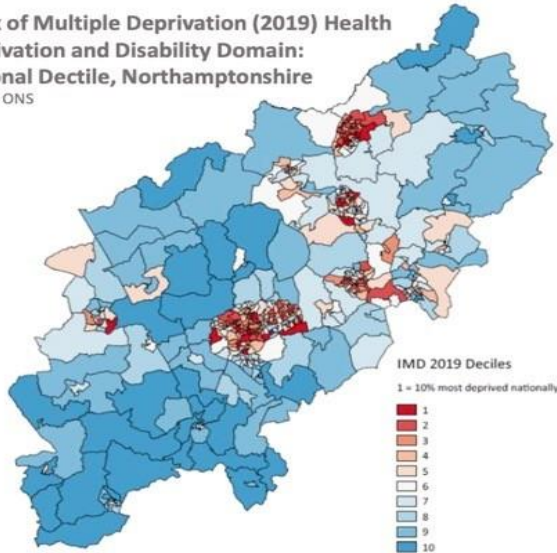 of Multiple Deprivation (2019) Health
ivation and Disability Domain:
onal Dectile, Northamptonshire
ONS
IMD 2019 Deciles
1 = 10% most deprived nationally
1
2
3
4
5
6
7
8
9
10